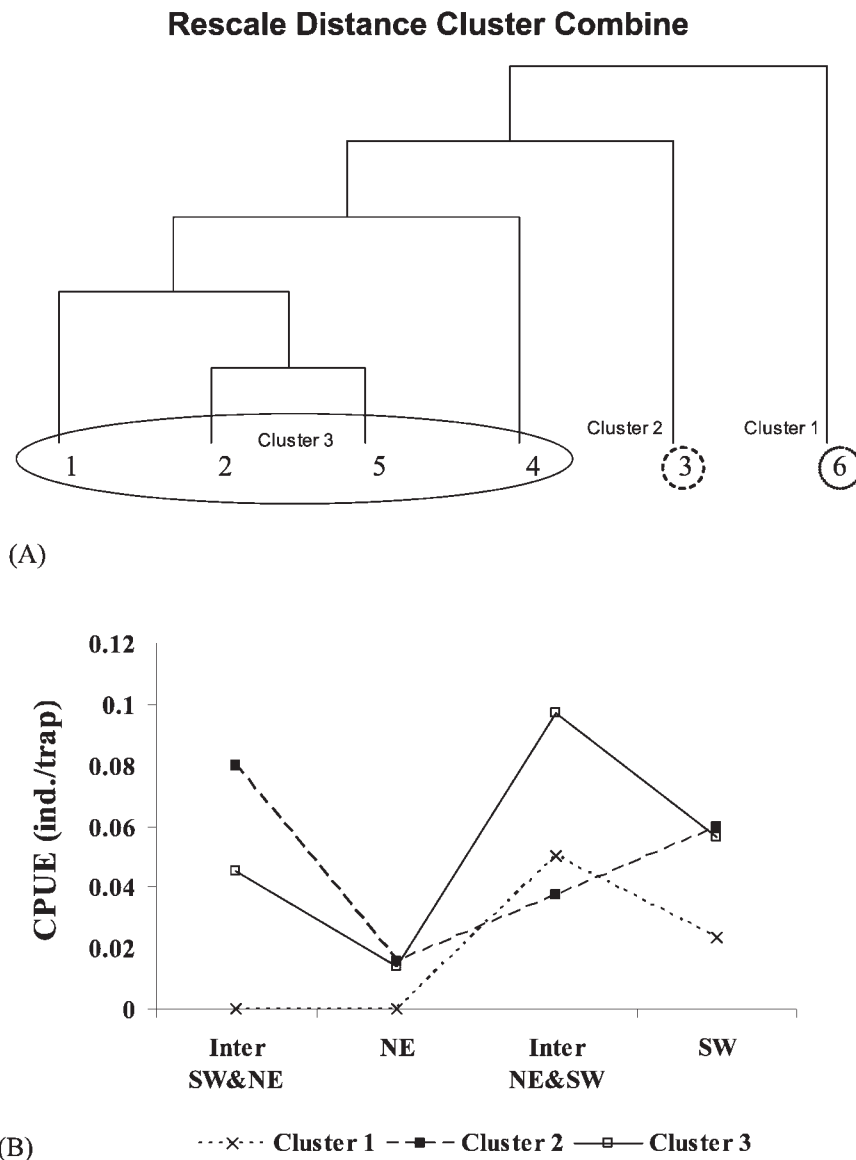 Rescale Distance Cluster Combine
Cluster 3
Cluster 2
Cluster 1
1 2 5 4 3 6
(A)
CPUE (ind./trap)
0.12
0.1
0.08
0.06
0.04
0.02
0
Inter SW&NE
NE
Inter NE&SW
SW
(B)
Cluster 1 Cluster 2 Cluster 3